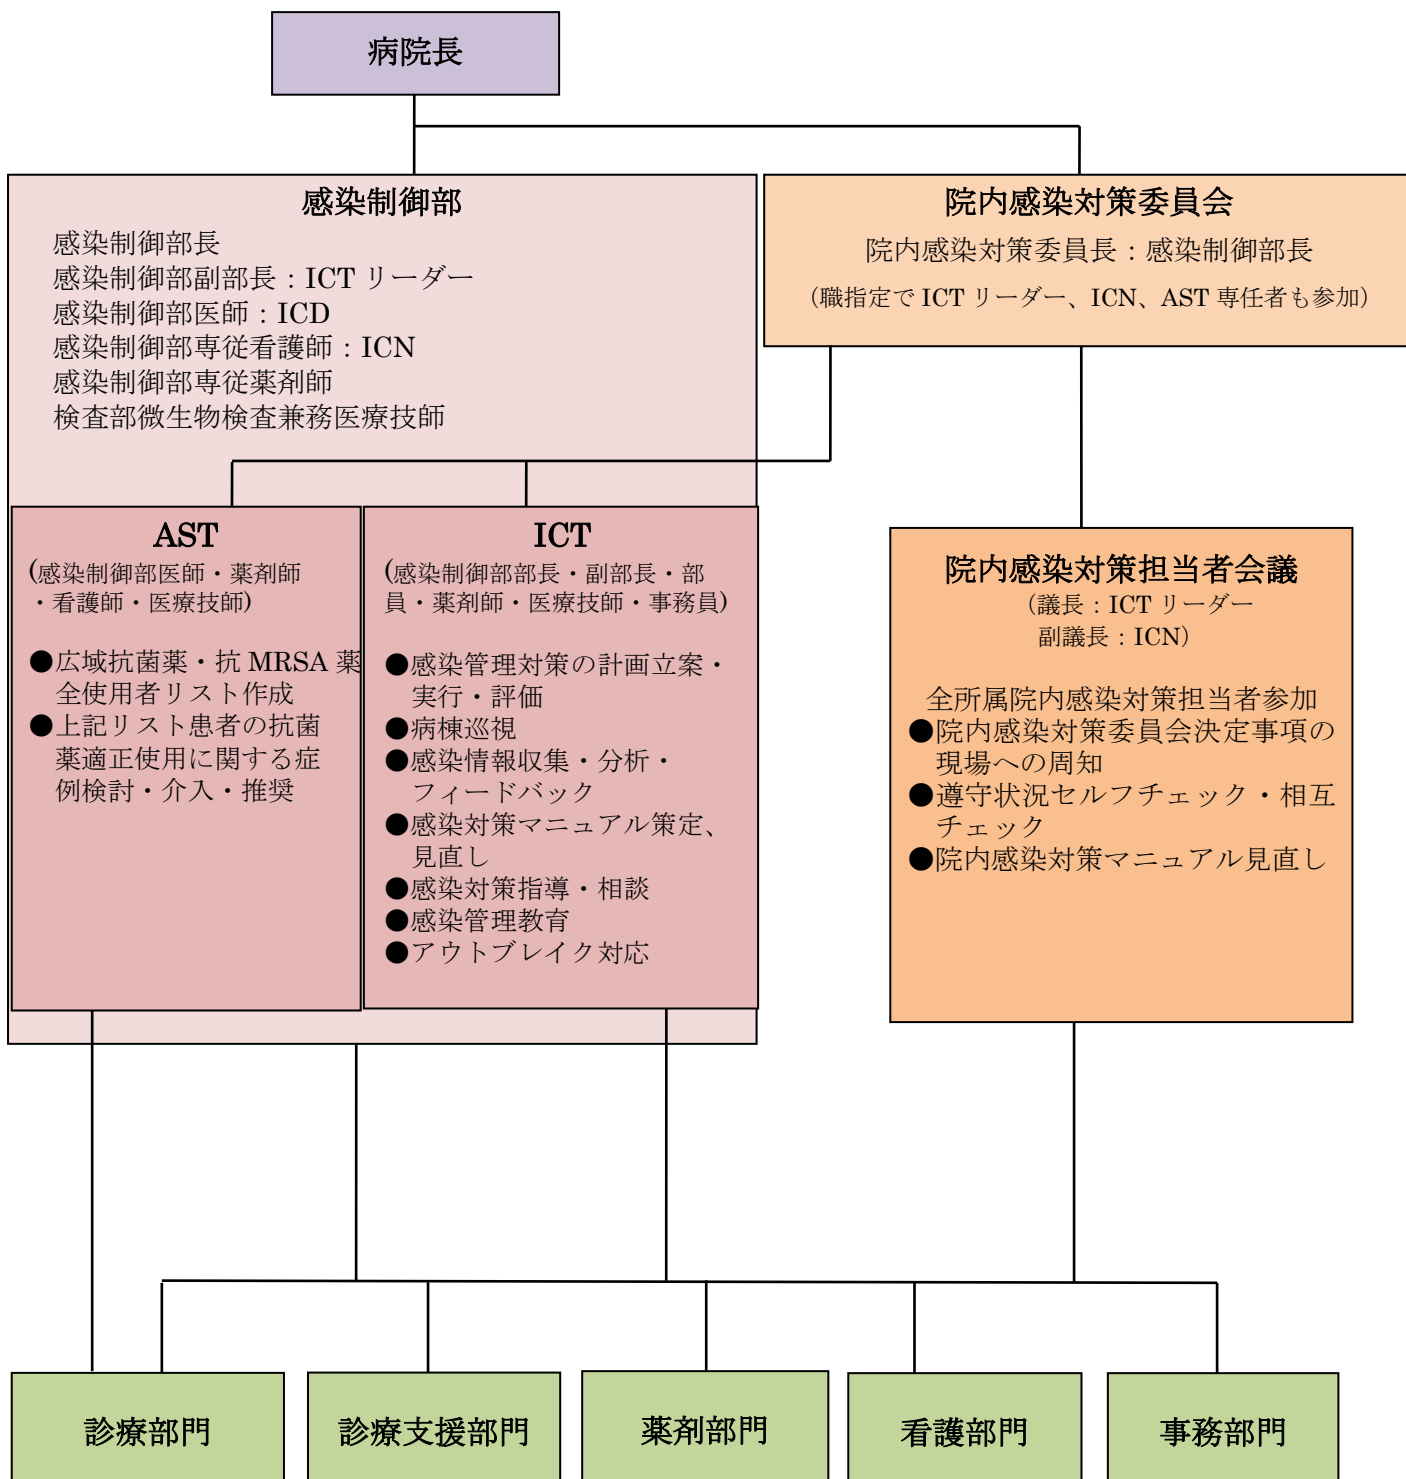 病院長
感染制御部
感染制御部長
感染制御部副部長：ICT リーダー
感染制御部医師：ICD
感染制御部専従看護師：ICN
感染制御部専従薬剤師
検査部微生物検査兼務医療技師
院内感染対策委員会
院内感染対策委員長：感染制御部長
（職指定で ICT リーダー、ICN、AST 専任者も参加）
AST
(感染制御部医師・薬剤師
・看護師・医療技師)
●広域抗菌薬・抗 MRSA 薬
全使用者リスト作成
●上記リスト患者の抗菌
薬適正使用に関する症
例検討・介入・推奨
ICT
(感染制御部部長・副部長・部
員・薬剤師・医療技師・事務員)
●感染管理対策の計画立案・
実行・評価
●病棟巡視
●感染情報収集・分析・
フィードバック
●感染対策マニュアル策定、
見直し
●感染対策指導・相談
●感染管理教育
●アウトブレイク対応
院内感染対策担当者会議
（議長：ICT リーダー
副議長：ICN）
全所属院内感染対策担当者参加
●院内感染対策委員会決定事項の
現場への周知
●遵守状況セルフチェック・相互
チェック
●院内感染対策マニュアル見直し
診療部門
診療支援部門
薬剤部門
看護部門
事務部門